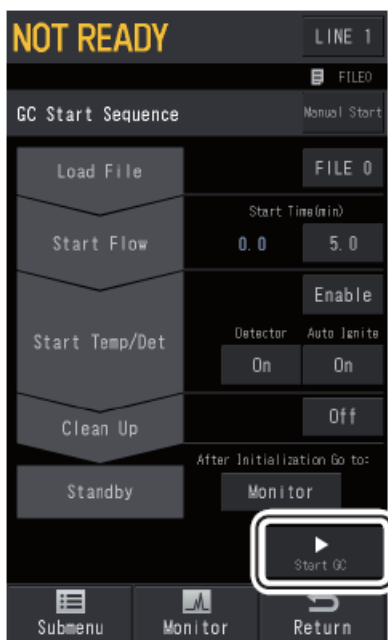 NOT READY LINE 1
FILE0
GC Start Sequence Manual Start
Load File FILE 0
Start Time(min)
Start Flow 0.0 5.0
Enable
Start Temp/Det Detector Auto Ignite
On On
Clean Up Off
After Initialization Go to:
Standby Monitor
Start GC
Submenu Monitor Return